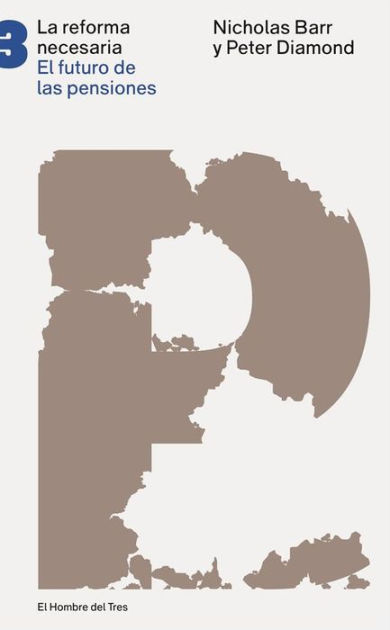 3
La reforma
necesaria
El futuro de
las pensiones
Nicholas Barr
y Peter Diamond
P
El Hombre del Tres